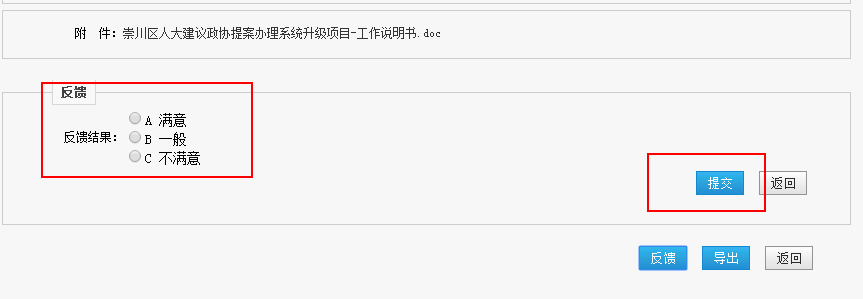 附 件：崇川区人大建议政协提案办理系统升级项目-工作说明书.doc
反馈
反馈结果：
A 满意
B 一般
C 不满意
提交 返回
反馈 导出 返回